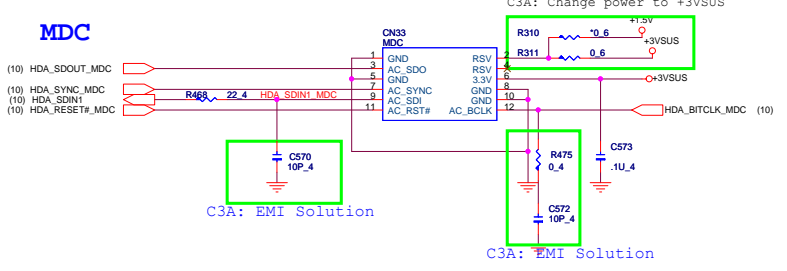 C3A: Change power to +3VSUS
MDC
CN33
MDC
R310 *0_6 +1.5V
R311 0_6 +3VSUS
1 GND RSV 2
3 AC_SDO RSV 4
5 GND 3.3V 6
7 AC_SYNC GND 8
9 AC_SDI GND 10
11 AC_RST# AC_BCLK 12
(10) HDA_SDOUT_MDC
(10) HDA_SYNC_MDC
(10) HDA_SDIN1 R468 22_4 HDA_SDIN1_MDC
(10) HDA_RESET#_MDC
+3VSUS
HDA_BITCLK_MDC (10)
C570
10P_4
C3A: EMI Solution
R475
0_4
C573
.1U_4
C572
10P_4
C3A: EMI Solution